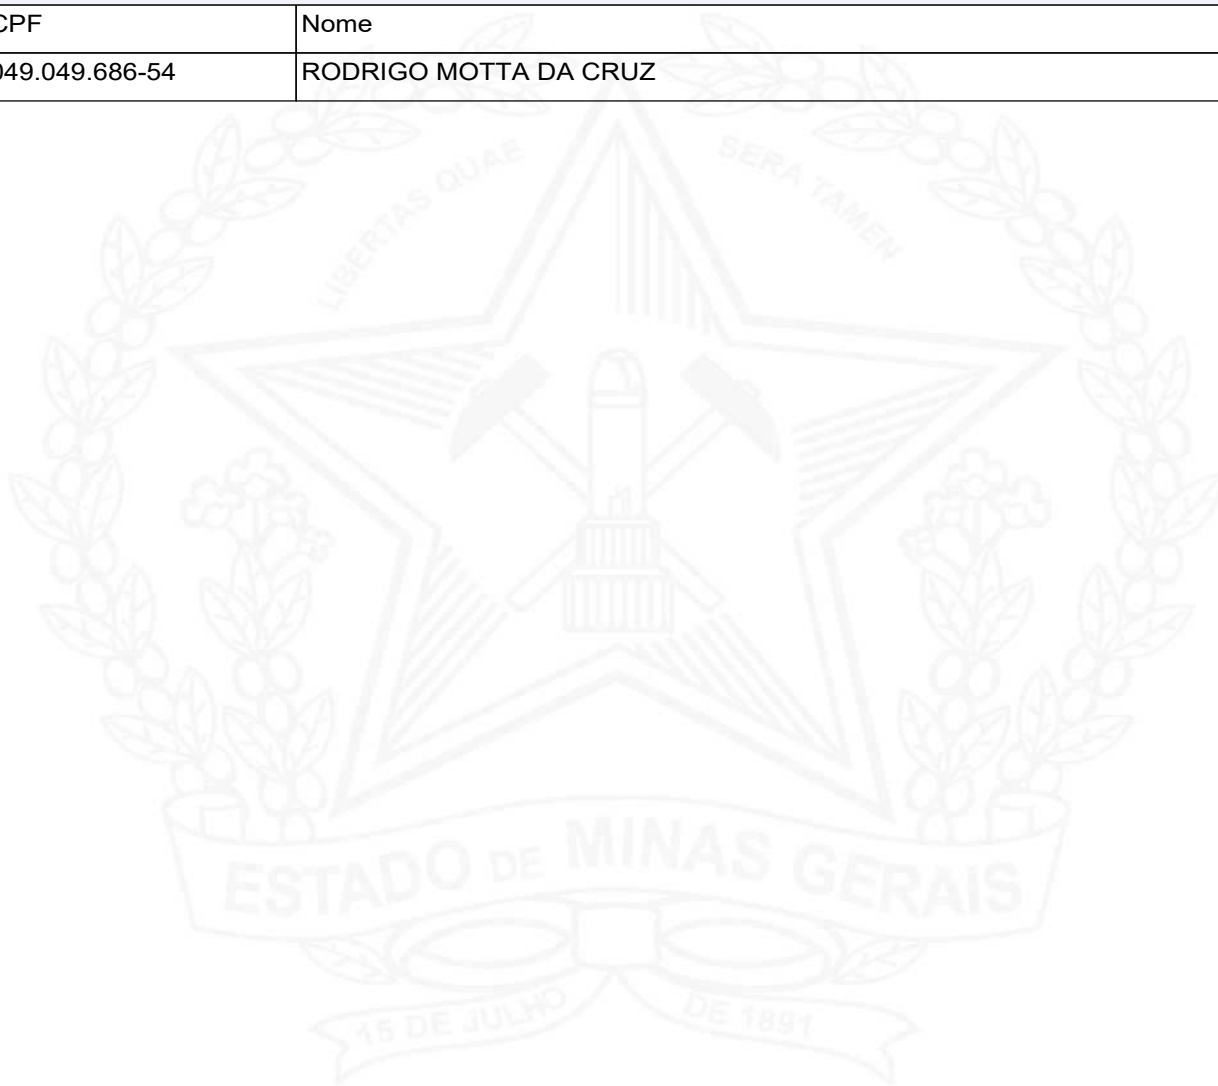 CPF Nome
049.049.686-54 RODRIGO MOTTA DA CRUZ
LIBERTAS QUAE SERA TAMEN
ESTADO DE MINAS GERAIS
15 DE JULHO DE 1891